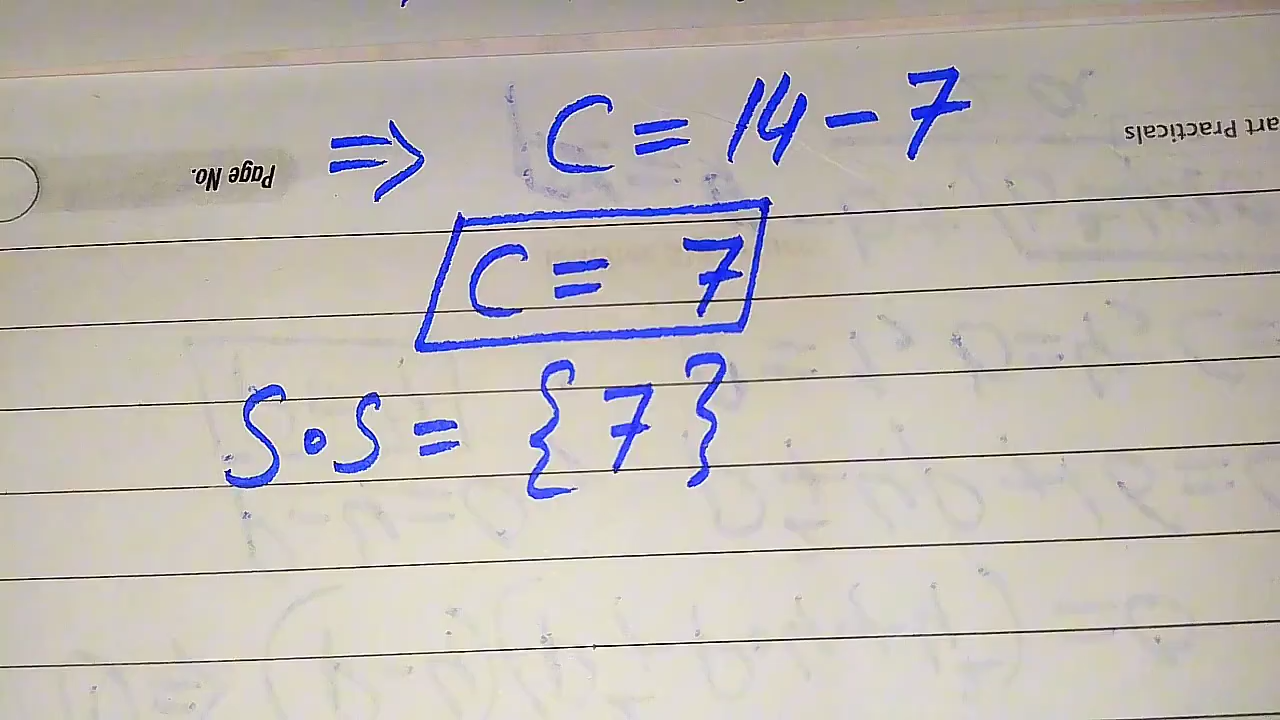 art Practicals
Page No.
⇒ C = 14 - 7
C = 7
S.S = {7}